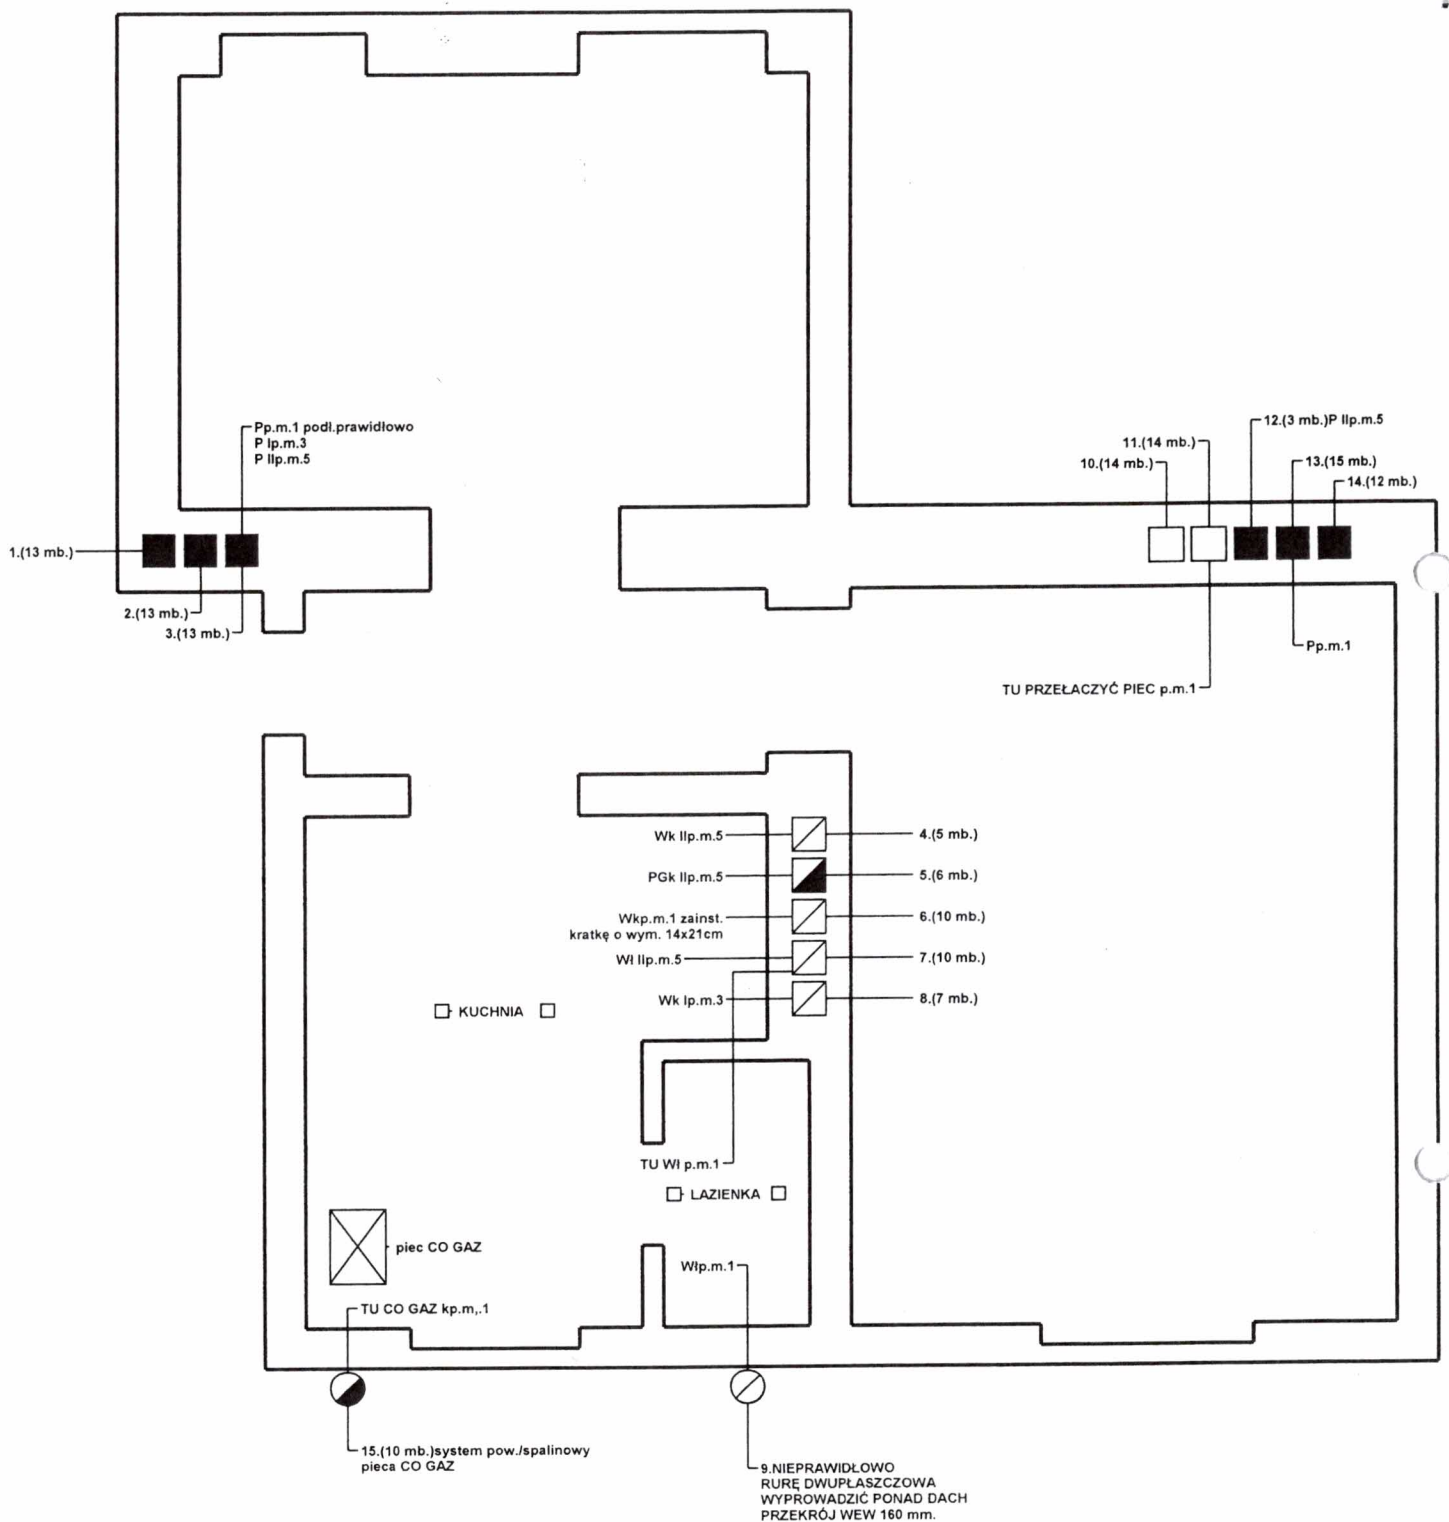 Pp.m.1 podł.prawidłowo
P Ip.m.3
P IIp.m.5
12.(3 mb.)P IIp.m.5
11.(14 mb.)
10.(14 mb.)
13.(15 mb.)
14.(12 mb.)
1.(13 mb.)
2.(13 mb.)
3.(13 mb.)
Pp.m.1
TU PRZEŁACZYĆ PIEC p.m.1
Wk IIp.m.5
4.(5 mb.)
PGk IIp.m.5
5.(6 mb.)
Wkp.m.1 zainst.
kratkę o wym. 14x21cm
6.(10 mb.)
Wł IIp.m.5
7.(10 mb.)
Wk Ip.m.3
8.(7 mb.)
KUCHNIA
TU Wł p.m.1
LAZIENKA
piec CO GAZ
Włp.m.1
TU CO GAZ kp.m,.1
15.(10 mb.)system pow./spalinowy
pieca CO GAZ
9.NIEPRAWIDŁOWO
RURĘ DWUPŁASZCZOWA
WYPROWADZIĆ PONAD DACH
PRZEKRÓJ WEW 160 mm.